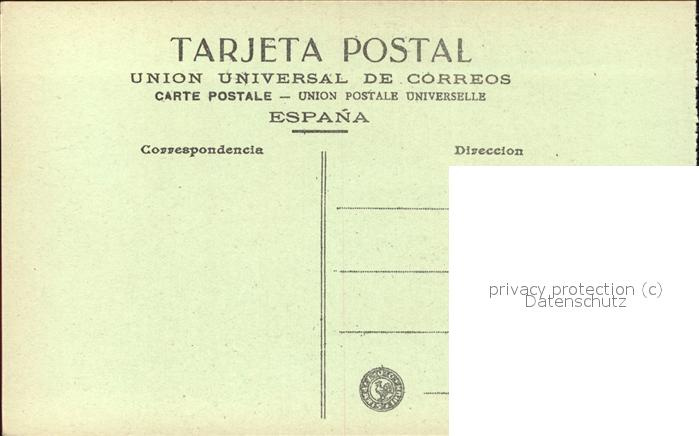 TARJETA POSTAL
UNION UNIVERSAL DE CORREOS
CARTE POSTALE — UNION POSTALE UNIVERSELLE
ESPAÑA
Correspondencia
Direccion
privacy protection (c)
Datenschutz